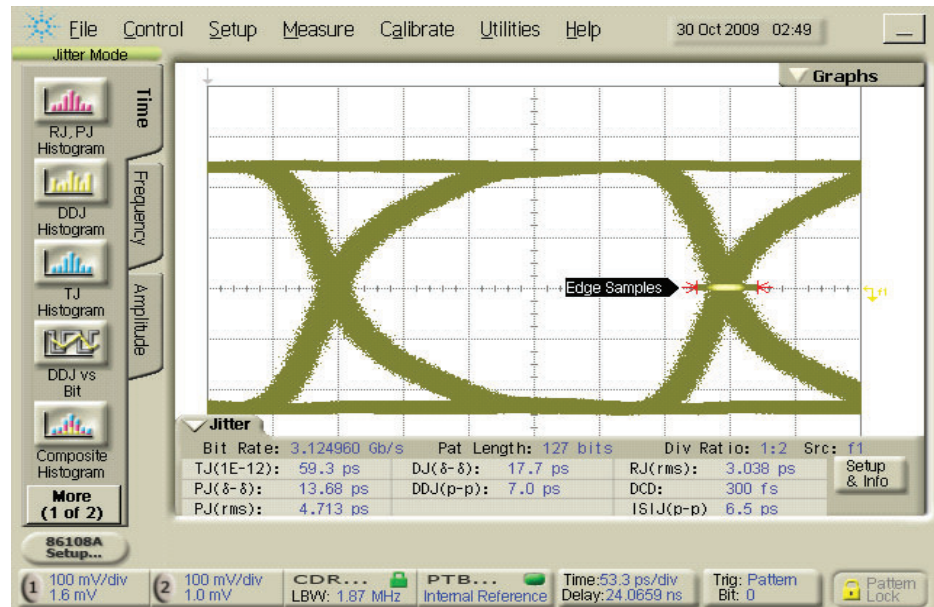 File Control Setup Measure Calibrate Utilities Help 30 Oct 2009 02:49
Jitter Mode
Graphs
Time
Frequency
Amplitude
RJ, PJ
Histogram
DDJ
Histogram
TJ
Histogram
DDJ vs
Bit
Composite
Histogram
More
(1 of 2)
86108A
Setup...
Edge Samples
f1
Jitter
Bit Rate: 3.124960 Gb/s Pat Length: 127 bits Div Ratio: 1:2 Src: f1
TJ(1E-12): 59.3 ps DJ(δ-δ): 17.7 ps RJ(rms): 3.038 ps
PJ(δ-δ): 13.68 ps DDJ(p-p): 7.0 ps DCD: 300 fs
PJ(rms): 4.713 ps ISIJ(p-p) 6.5 ps
Setup
& Info
1 100 mV/div
1.6 mV
2 100 mV/div
1.0 mV
CDR...
LBW: 1.87 MHz
PTB...
Internal Reference
Time:53.3 ps/div
Delay:24.0659 ns
Trig: Pattern
Bit: 0
Pattern
Lock